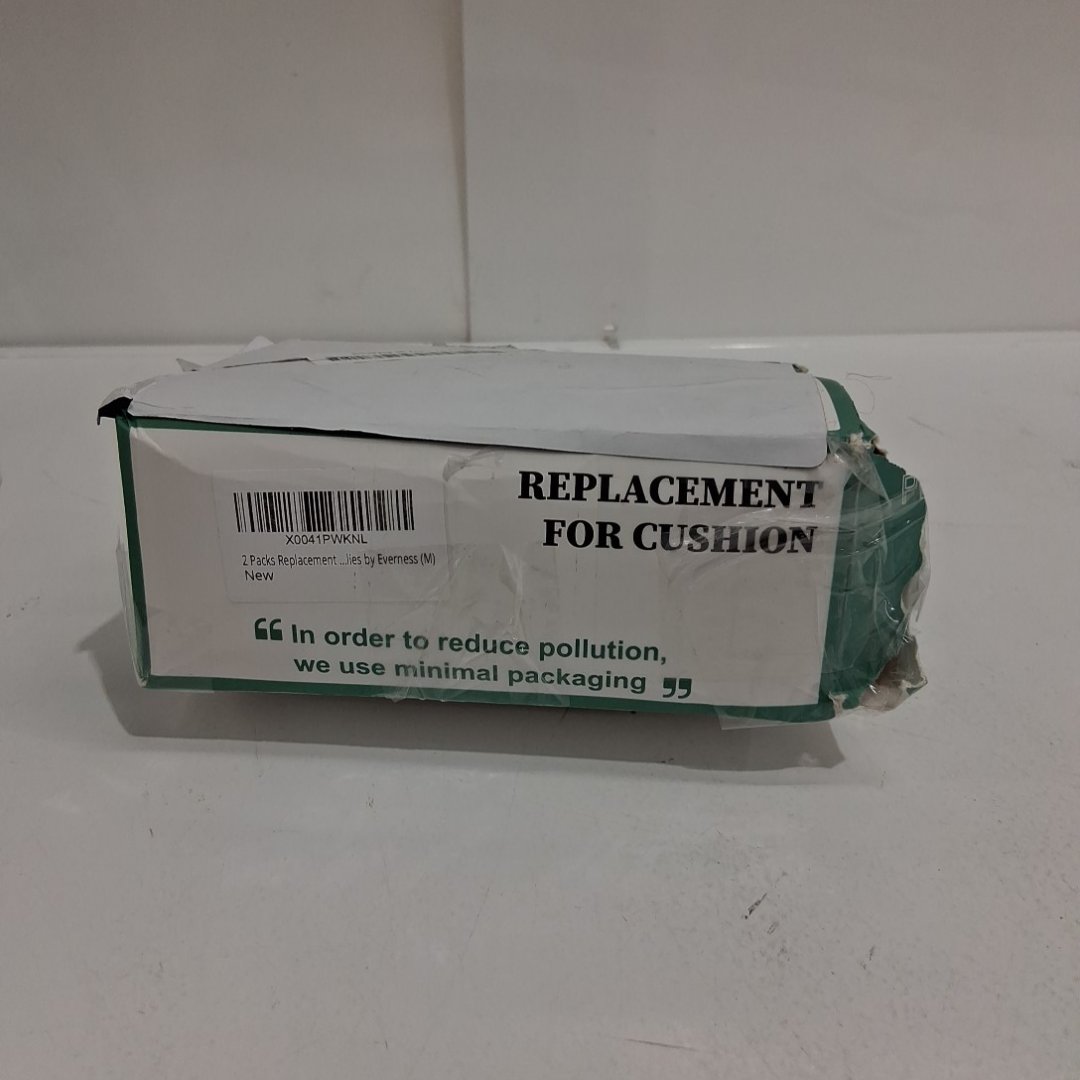 REPLACEMENT
FOR CUSHION
X0041PWKNL
2 Packs Replacement ...lies by Everness (M)
New
“ In order to reduce pollution,
we use minimal packaging ”